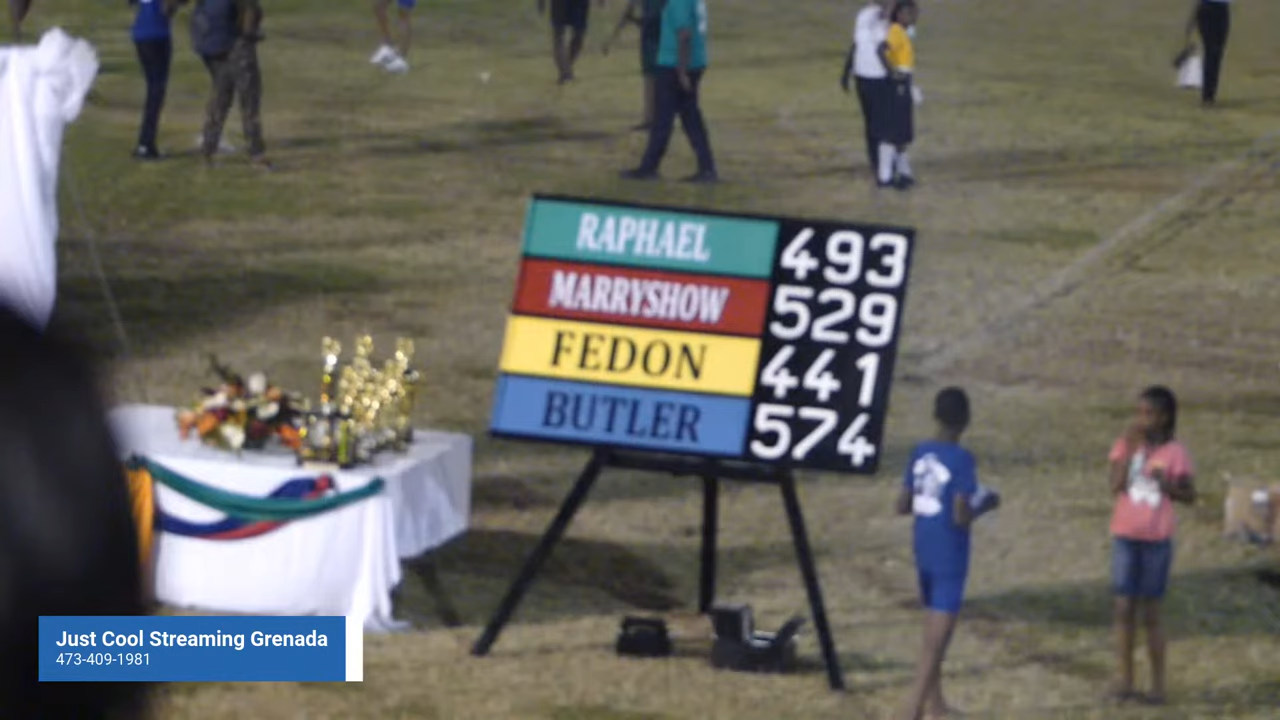 RAPHAEL 493
MARRYSHOW 529
FEDON 441
BUTLER 574
Just Cool Streaming Grenada
473-409-1981